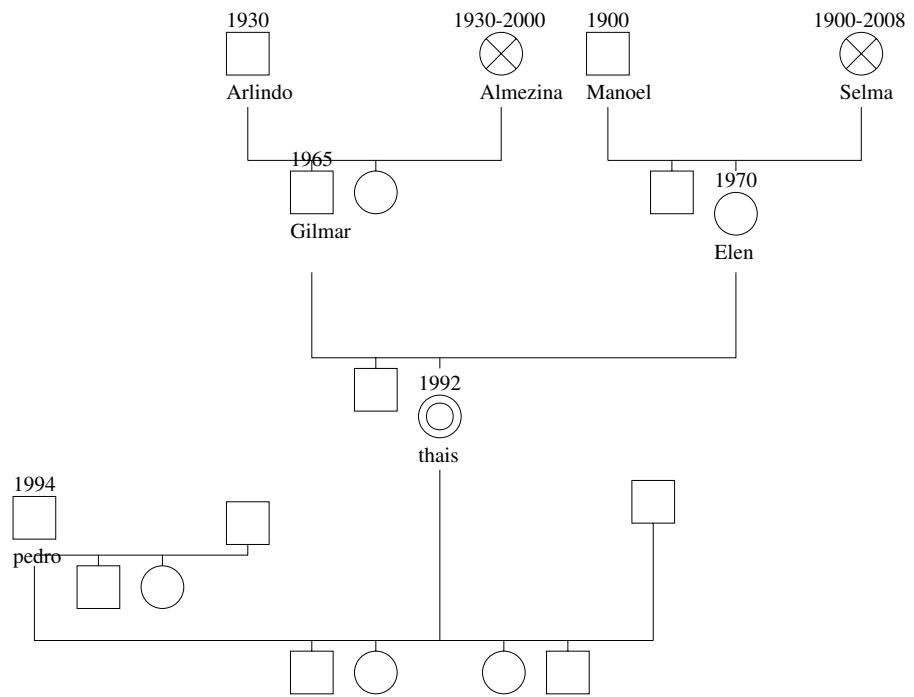 1930
1930-2000
1900
1900-2008
Arlindo
Almezina
Manoel
Selma
1965
1970
Gilmar
Elen
1992
thais
1994
pedro